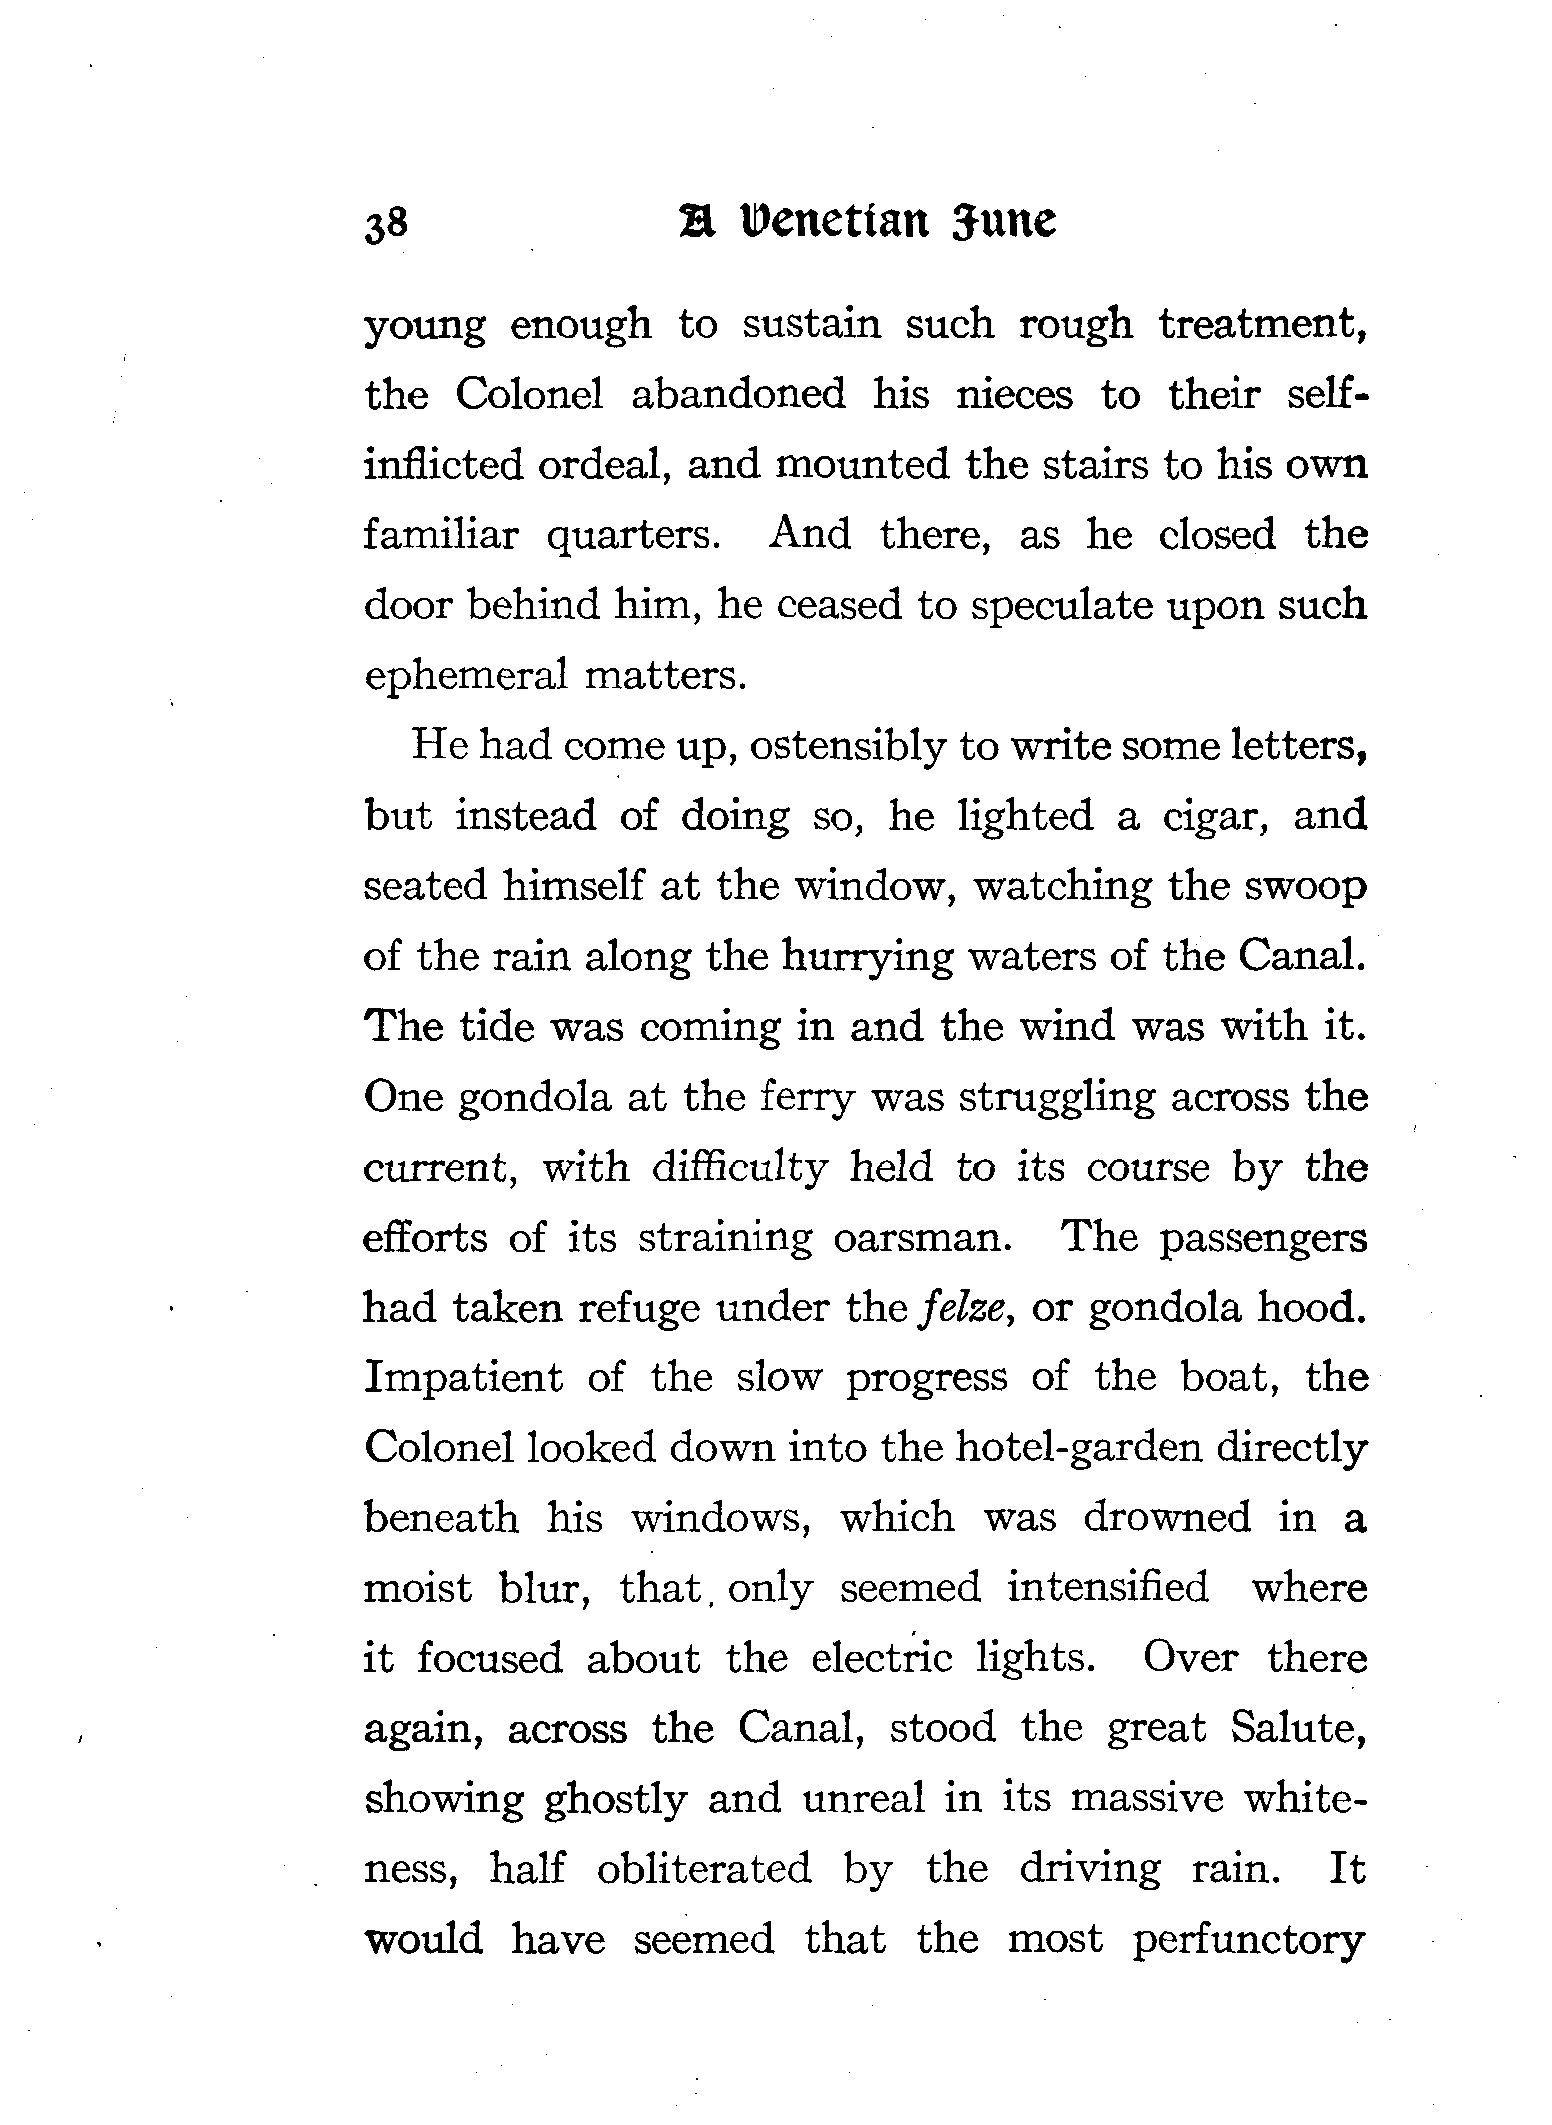 38 A Venetian June
young enough to sustain such rough treatment,
the Colonel abandoned his nieces to their self-
inflicted ordeal, and mounted the stairs to his own
familiar quarters. And there, as he closed the
door behind him, he ceased to speculate upon such
ephemeral matters.
He had come up, ostensibly to write some letters,
but instead of doing so, he lighted a cigar, and
seated himself at the window, watching the swoop
of the rain along the hurrying waters of the Canal.
The tide was coming in and the wind was with it.
One gondola at the ferry was struggling across the
current, with difficulty held to its course by the
efforts of its straining oarsman. The passengers
had taken refuge under the felze, or gondola hood.
Impatient of the slow progress of the boat, the
Colonel looked down into the hotel-garden directly
beneath his windows, which was drowned in a
moist blur, that only seemed intensified where
it focused about the electric lights. Over there
again, across the Canal, stood the great Salute,
showing ghostly and unreal in its massive white-
ness, half obliterated by the driving rain. It
would have seemed that the most perfunctory